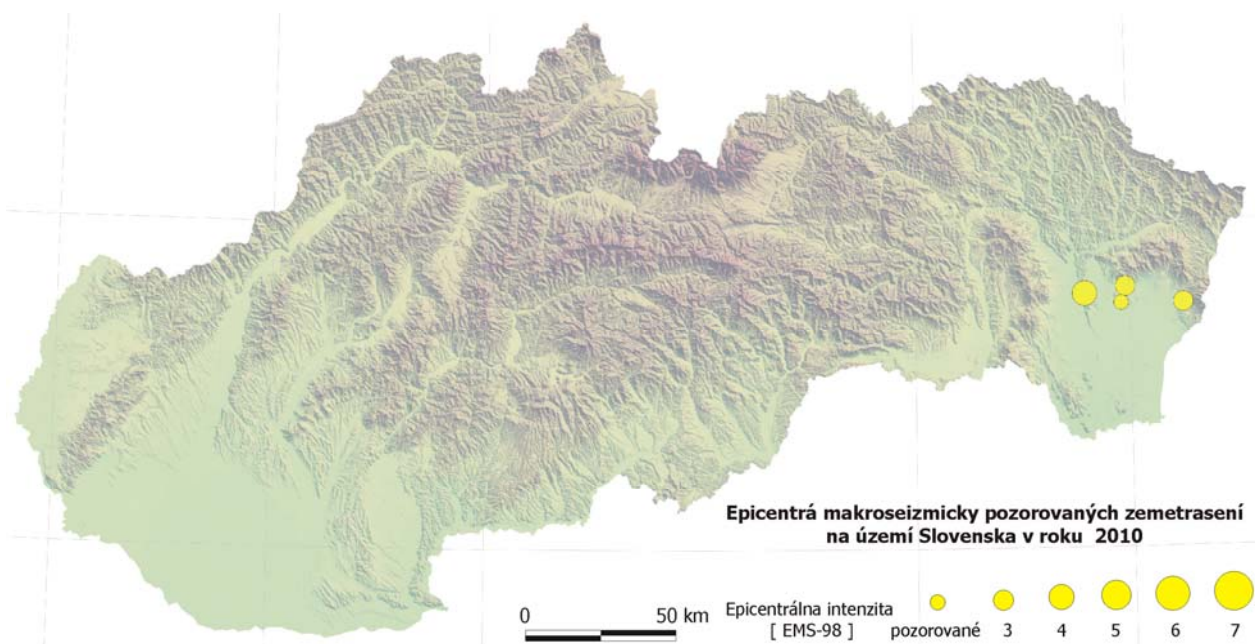 Epicentrá makroseizmicky pozorovaných zemetrasení
na území Slovenska v roku 2010
0 50 km
Epicentrálna intenzita
[ EMS-98 ]
pozorované 3 4 5 6 7